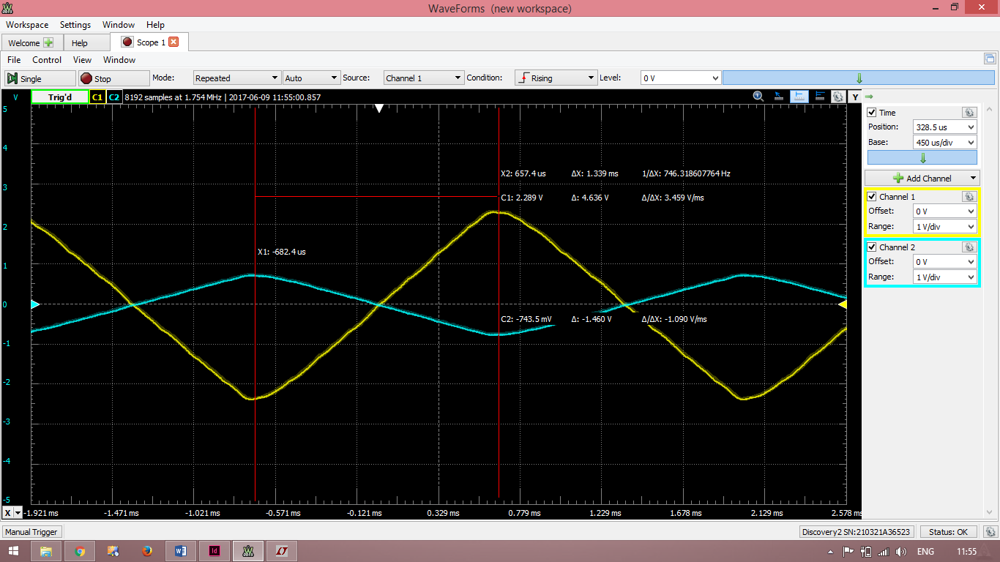 WaveForms (new workspace)
Workspace Settings Window Help
Welcome Help Scope 1
File Control View Window
Single Stop Mode: Repeated Auto Source: Channel 1 Condition: Rising Level: 0 V
V Trig'd C1 C2 8192 samples at 1.754 MHz | 2017-06-09 11:55:00.857 Y
Time
Position: 328.5 us
Base: 450 us/div
Add Channel
Channel 1
Offset: 0 V
Range: 1 V/div
Channel 2
Offset: 0 V
Range: 1 V/div
5
4
3
2
1
0
-1
-2
-3
-4
-5
X2: 657.4 us ΔX: 1.339 ms 1/ΔX: 746.318607764 Hz
C1: 2.289 V Δ: 4.636 V Δ/ΔX: 3.459 V/ms
X1: -682.4 us
C2: -743.5 mV Δ: -1.460 V Δ/ΔX: -1.090 V/ms
X -1.921 ms -1.471 ms -1.021 ms -0.571 ms -0.121 ms 0.329 ms 0.779 ms 1.229 ms 1.678 ms 2.129 ms 2.578 ms
Manual Trigger Discovery2 SN:210321A36523 Status: OK
ENG 11:55